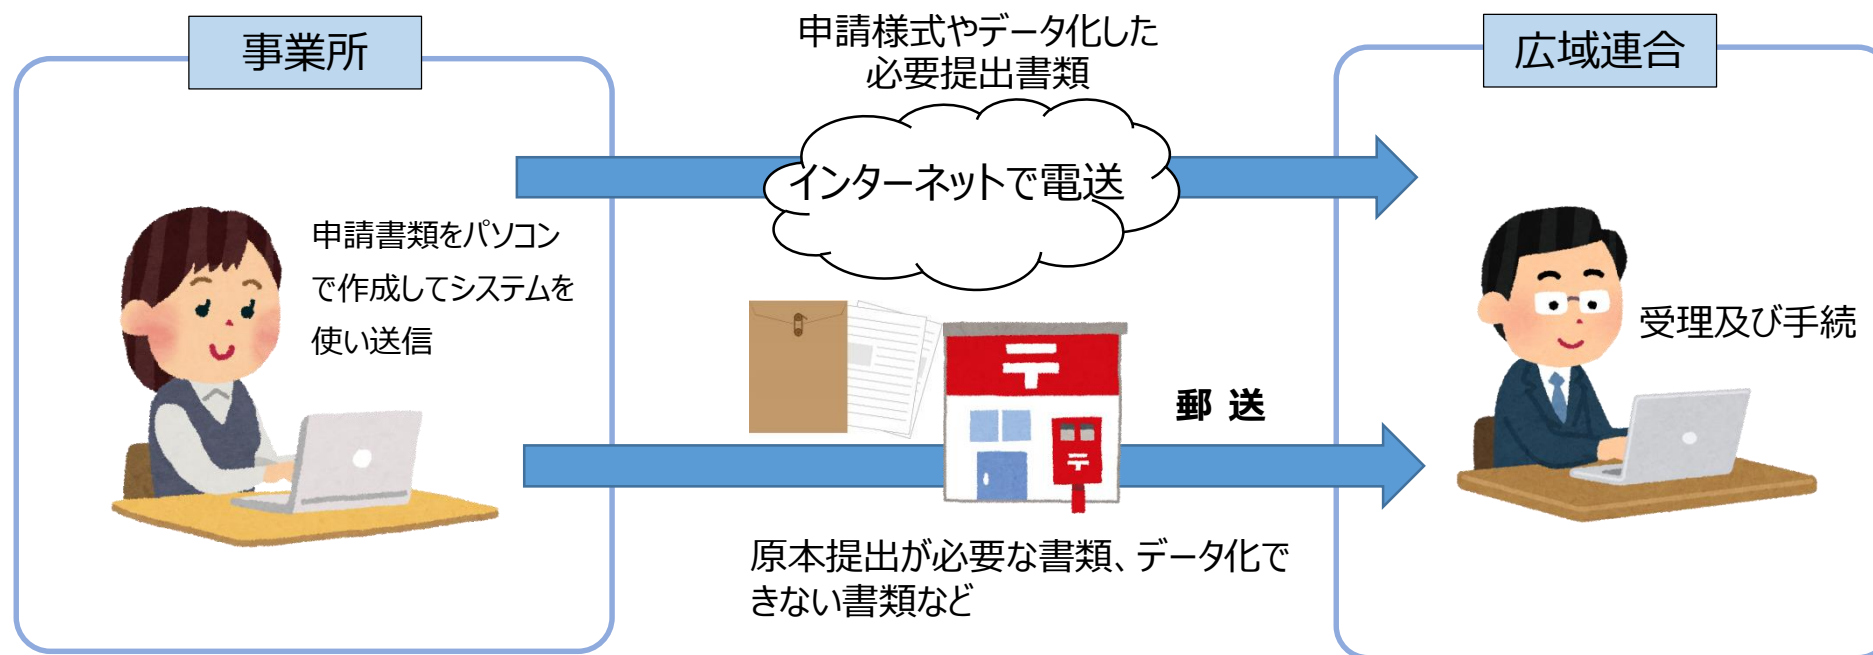 事業所
申請書類をパソコン
で作成してシステムを
使い送信
申請様式やデータ化した
必要提出書類
インターネットで電送
郵 送
原本提出が必要な書類、データ化で
きない書類など
広域連合
受理及び手続